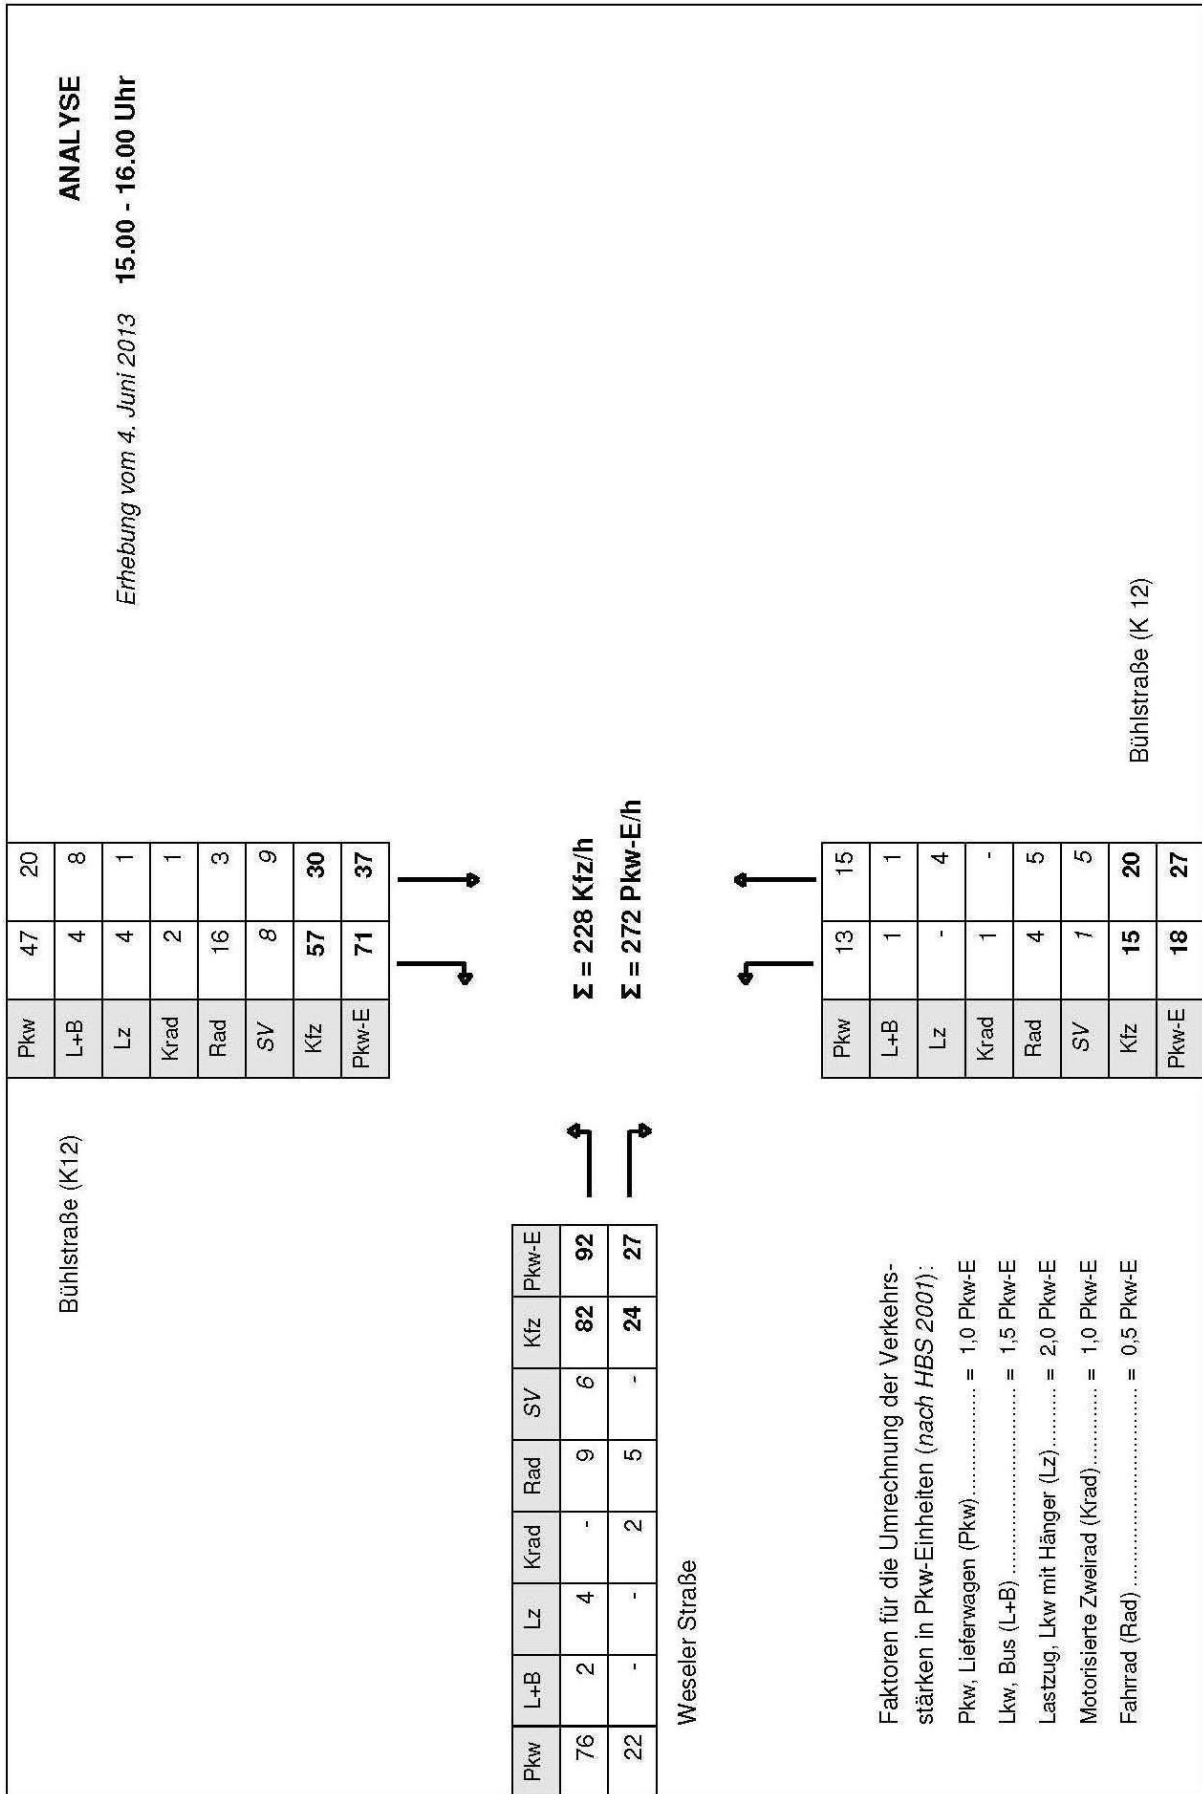 ANALYSE
Erhebung vom 4. Juni 2013 15.00 - 16.00 Uhr
Bühlstraße (K12)
Pkw 47 20
L+B 4 8
Lz 4 1
Krad 2 1
Rad 16 3
SV 8 9
Kfz 57 30
Pkw-E 71 37
Σ = 228 Kfz/h
Σ = 272 Pkw-E/h
Pkw L+B Lz Krad Rad SV Kfz Pkw-E
76 2 4 - 9 6 82 92
22 - - 2 5 - 24 27
Weseler Straße
Pkw 13 15
L+B 1 1
Lz - 4
Krad 1 -
Rad 4 5
SV 1 5
Kfz 15 20
Pkw-E 18 27
Bühlstraße (K 12)
Faktoren für die Umrechnung der Verkehrs-
stärken in Pkw-Einheiten (nach HBS 2001):
Pkw, Lieferwagen (Pkw)................. = 1,0 Pkw-E
Lkw, Bus (L+B) .............................. = 1,5 Pkw-E
Lastzug, Lkw mit Hänger (Lz).......... = 2,0 Pkw-E
Motorisierte Zweirad (Krad)............. = 1,0 Pkw-E
Fahrrad (Rad) ................................. = 0,5 Pkw-E